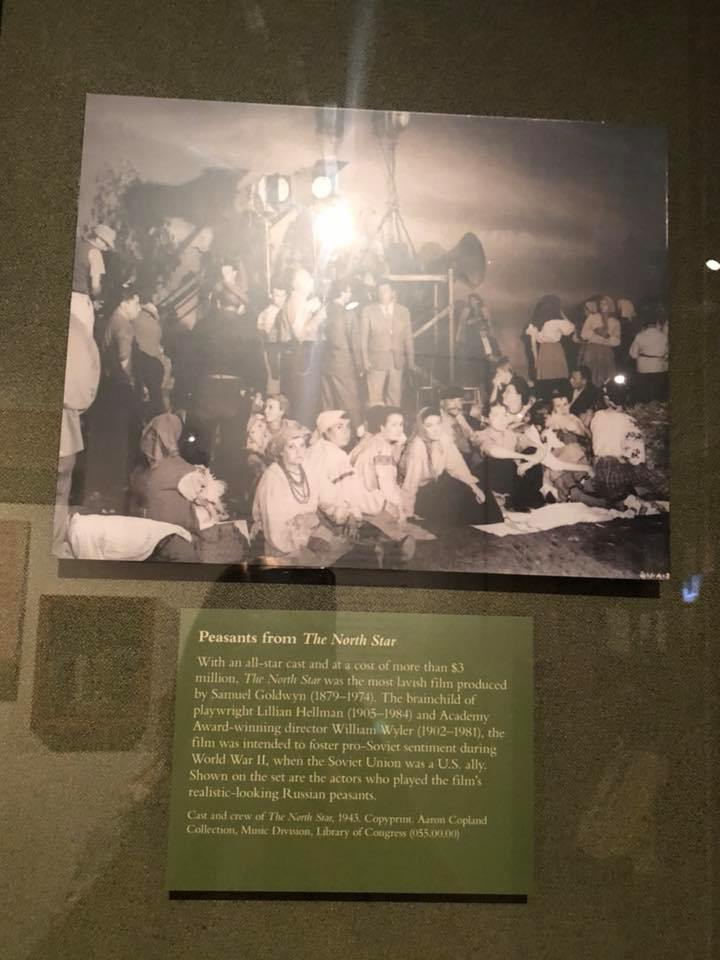 Peasants from The North Star
With an all-star cast and at a cost of more than $3
million, The North Star was the most lavish film produced
by Samuel Goldwyn (1879–1974). The brainchild of
playwright Lillian Hellman (1905–1984) and Academy
Award-winning director William Wyler (1902–1981), the
film was intended to foster pro-Soviet sentiment during
World War II, when the Soviet Union was a U.S. ally.
Shown on the set are the actors who played the film's
realistic-looking Russian peasants.
Cast and crew of The North Star, 1943. Copyprint. Aaron Copland
Collection, Music Division, Library of Congress (055.00.00)